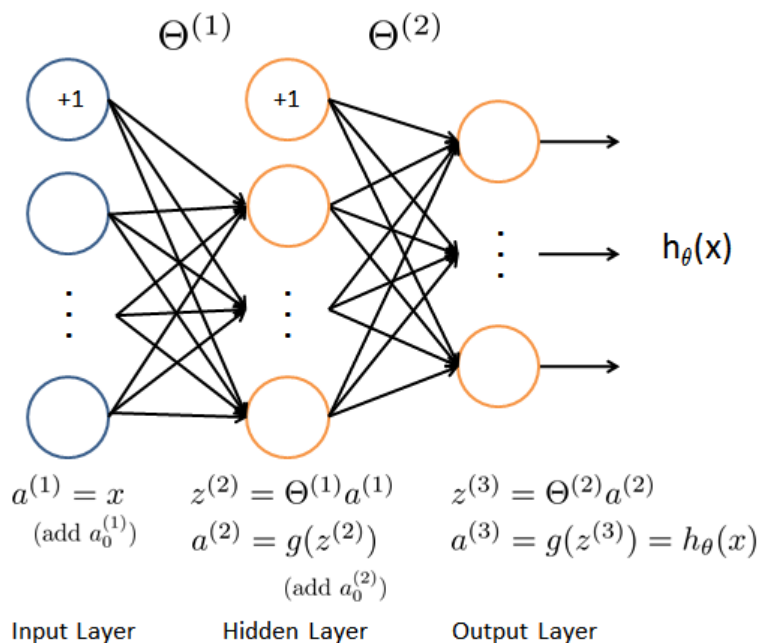 Θ^(1) Θ^(2)
+1 +1
h_θ(x)
a^(1) = x z^(2) = Θ^(1)a^(1) z^(3) = Θ^(2)a^(2)
(add a_0^(1)) a^(2) = g(z^(2)) a^(3) = g(z^(3)) = h_θ(x)
(add a_0^(2))
Input Layer Hidden Layer Output Layer